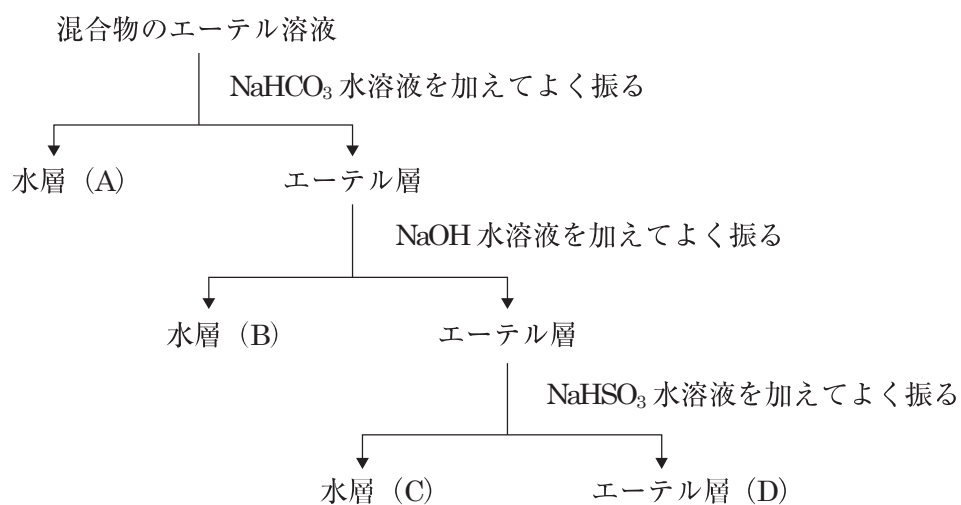 混合物のエーテル溶液
NaHCO₃ 水溶液を加えてよく振る
水層（A）
エーテル層
NaOH 水溶液を加えてよく振る
水層（B）
エーテル層
NaHSO₃ 水溶液を加えてよく振る
水層（C）
エーテル層（D）